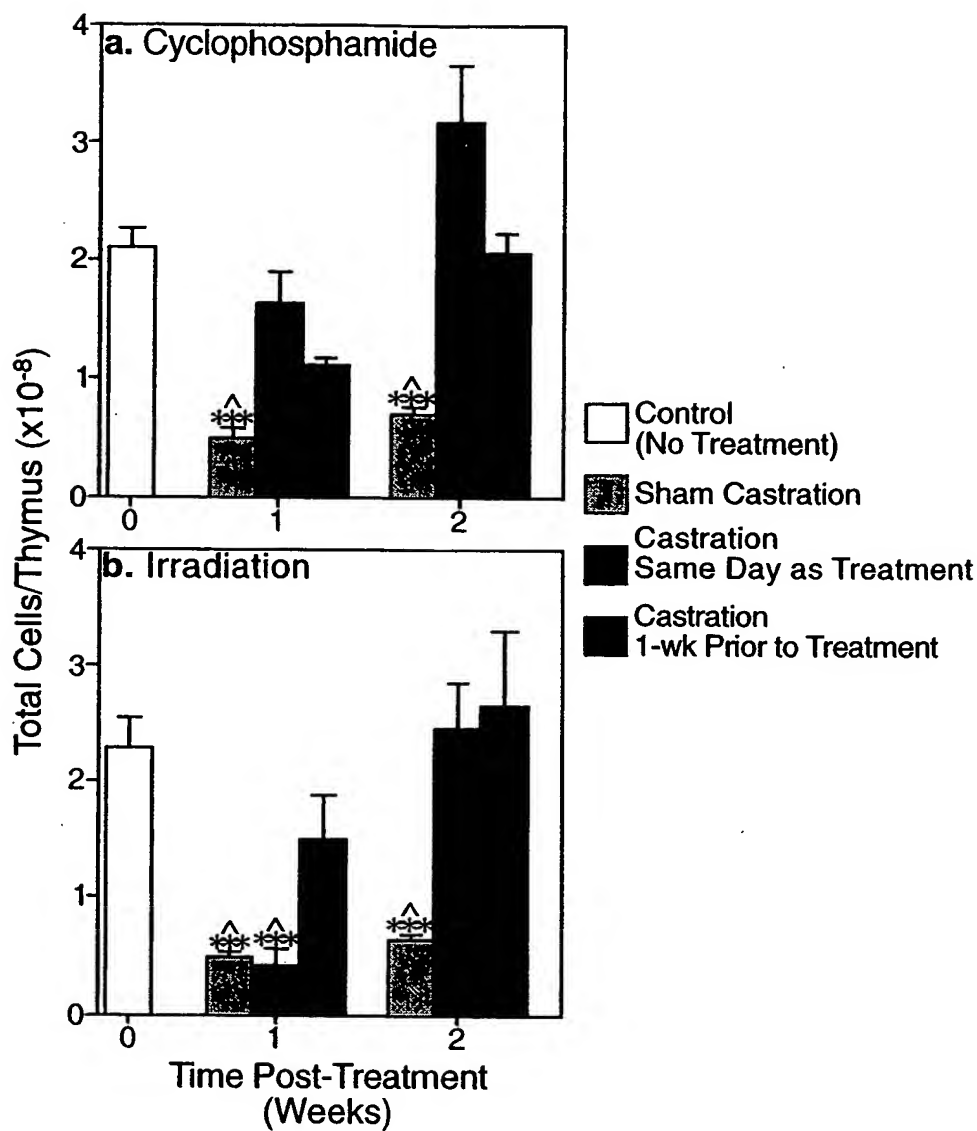 4
a. Cyclophosphamide
3
2
1
^
***
^
***
0
0
1
2
Total Cells/Thymus (x10-8)
Control
(No Treatment)
Sham Castration
Castration
Same Day as Treatment
Castration
1-wk Prior to Treatment
4
b. Irradiation
3
2
1
^
***
^
***
^
***
0
0
1
2
Time Post-Treatment
(Weeks)